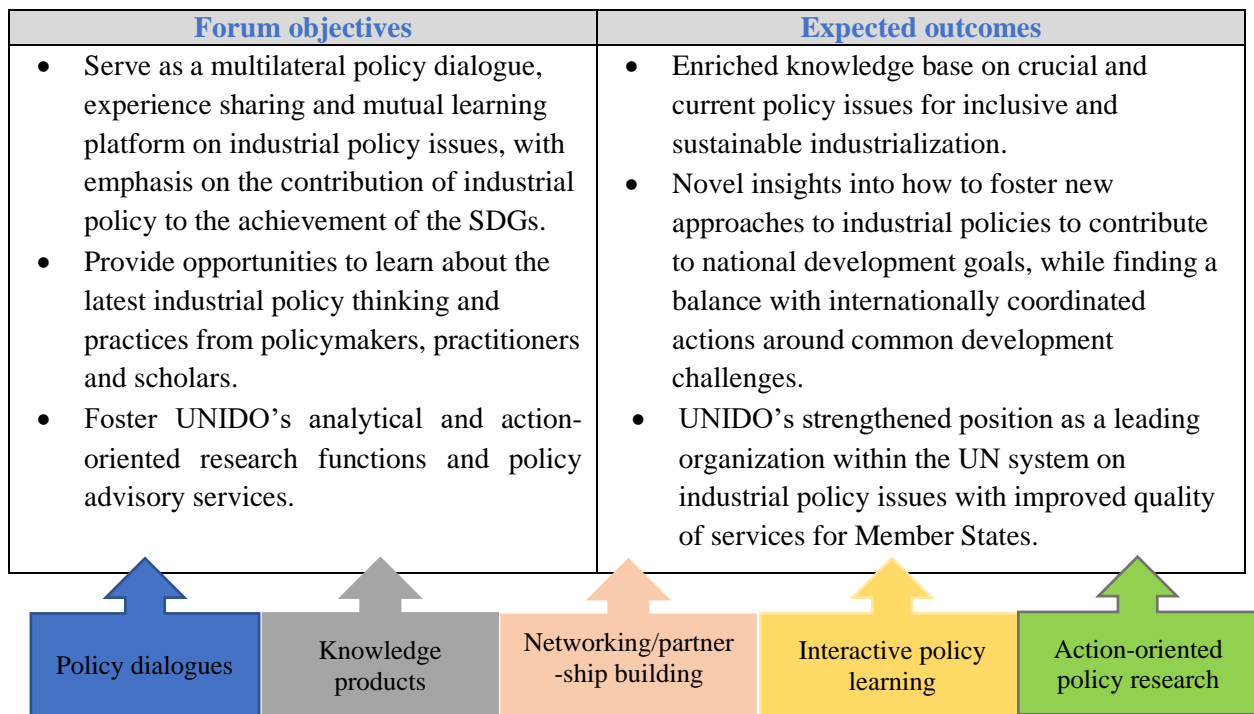 Forum objectives
Serve as a multilateral policy dialogue,
experience sharing and mutual learning
platform on industrial policy issues, with
emphasis on the contribution of industrial
policy to the achievement of the SDGs.
Provide opportunities to learn about the
latest industrial policy thinking and
practices from policymakers, practitioners
and scholars.
Foster UNIDO’s analytical and action-
oriented research functions and policy
advisory services.
Expected outcomes
Enriched knowledge base on crucial and
current policy issues for inclusive and
sustainable industrialization.
Novel insights into how to foster new
approaches to industrial policies to contribute
to national development goals, while finding a
balance with internationally coordinated
actions around common development
challenges.
UNIDO’s strengthened position as a leading
organization within the UN system on
industrial policy issues with improved quality
of services for Member States.
Policy dialogues
Knowledge
products
Networking/partner
-ship building
Interactive policy
learning
Action-oriented
policy research